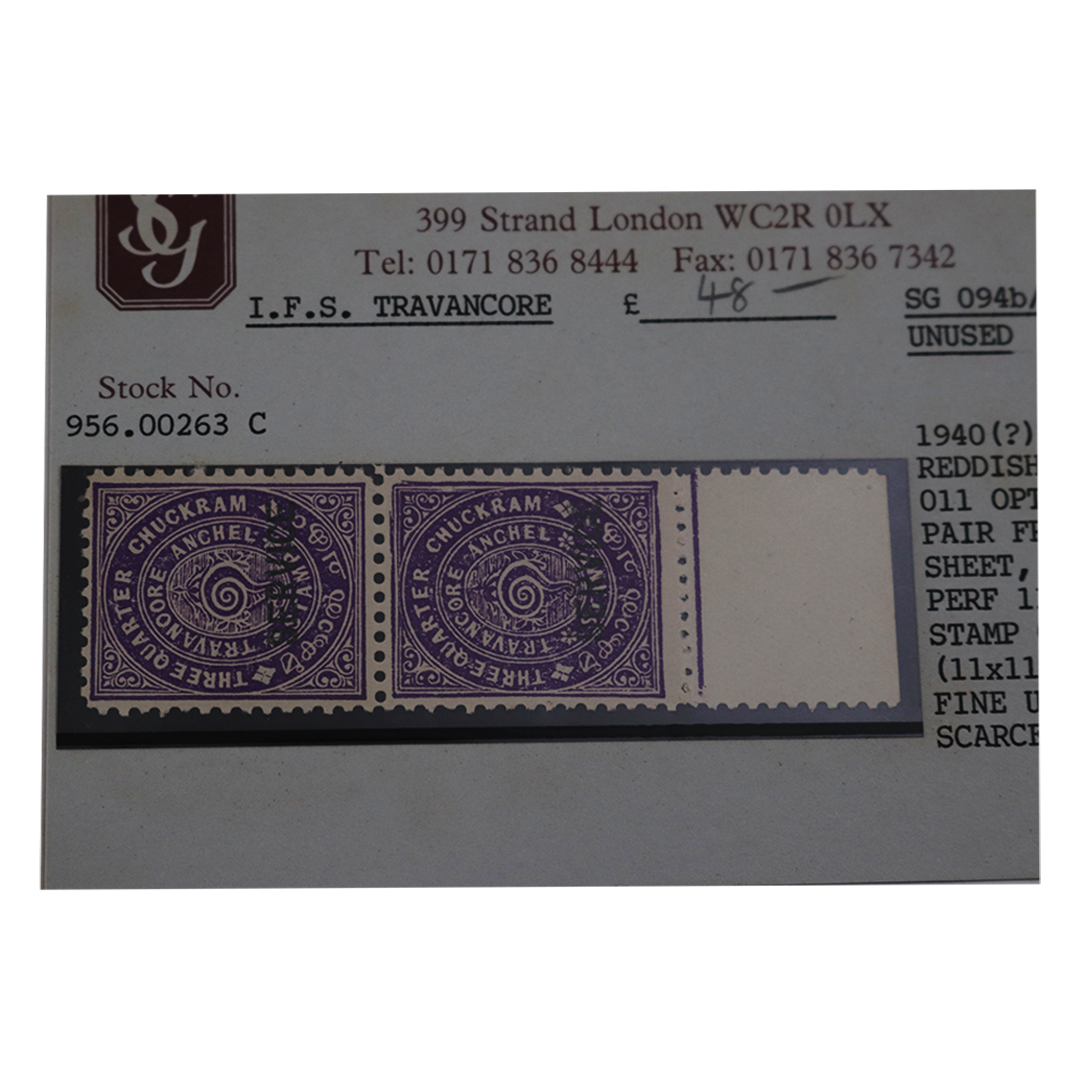 SG
399 Strand London WC2R 0LX
Tel: 0171 836 8444 Fax: 0171 836 7342
I.F.S. TRAVANCORE £ 48 — SG 094b/
UNUSED
Stock No.
956.00263 C
1940(?)
REDDISH
011 OPT
PAIR FR
SHEET,
PERF 1
STAMP
(11x11
FINE U
SCARCE
THREE QUARTER CHUCKRAM
TRAVANCORE ANCHEL
SERVICE
THREE QUARTER CHUCKRAM
TRAVANCORE ANCHEL
SERVICE